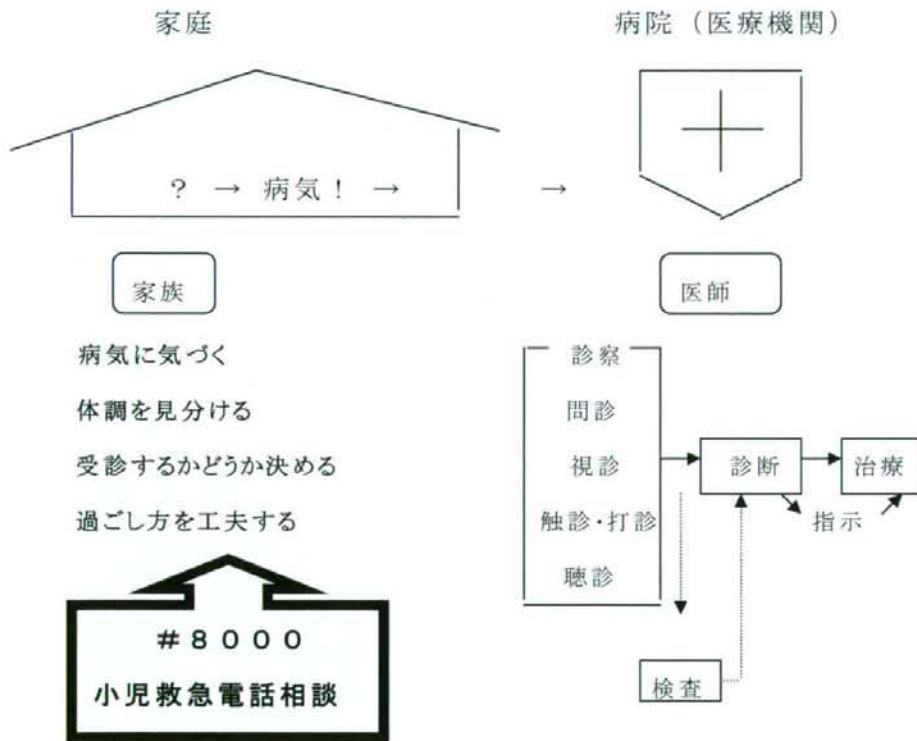 家庭
病院（医療機関）
？ → 病気！ → →
家族
医師
病気に気づく
体調を見分ける
受診するかどうか決める
過ごし方を工夫する
＃８０００
小児救急電話相談
診察
問診
視診
触診・打診
聴診
診断
治療
指示
検査